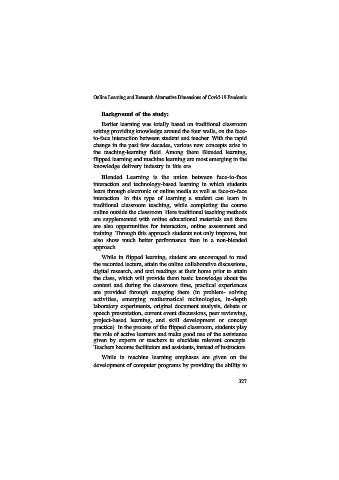 Online Learning and Research Alternative Dimensions of Covid-19 Pandemic
Background of the study:
Earlier learning was totally based on traditional classroom
setting providing knowledge around the four walls, on the face-
to-face interaction between student and teacher. With the rapid
change in the past few decades, various new concepts arise in
the teaching-learning field. Among them Blended learning,
flipped learning and machine learning are most emerging in the
knowledge delivery industry in this era.
Blended Learning is the union between face-to-face
interaction and technology-based learning in which students
learn through electronic or online media as well as face-to-face
interaction. In this type of learning a student can learn in
traditional classroom teaching, while completing the course
online outside the classroom. Here traditional teaching methods
are supplemented with online educational materials and there
are also opportunities for interaction, online assessment and
training. Through this approach students not only improve, but
also show much better performance than in a non-blended
approach.
While in flipped learning, student are encouraged to read
the recorded lecture, attain the online collaborative discussions,
digital research, and text readings at their home prior to attain
the class, which will provide them basic knowledge about the
content and during the classroom time, practical experiences
are provided through engaging them (in problem- solving
activities, emerging mathematical technologies, in-depth
laboratory experiments, original document analysis, debate or
speech presentation, current event discussions, peer reviewing,
project-based learning, and skill development or concept
practice). In the process of the flipped classroom, students play
the role of active learners and make good use of the assistance
given by experts or teachers to elucidate relevant concepts.
Teachers become facilitators and assistants, instead of instructors.
While in machine learning emphases are given on the
development of computer programs by providing the ability to
327